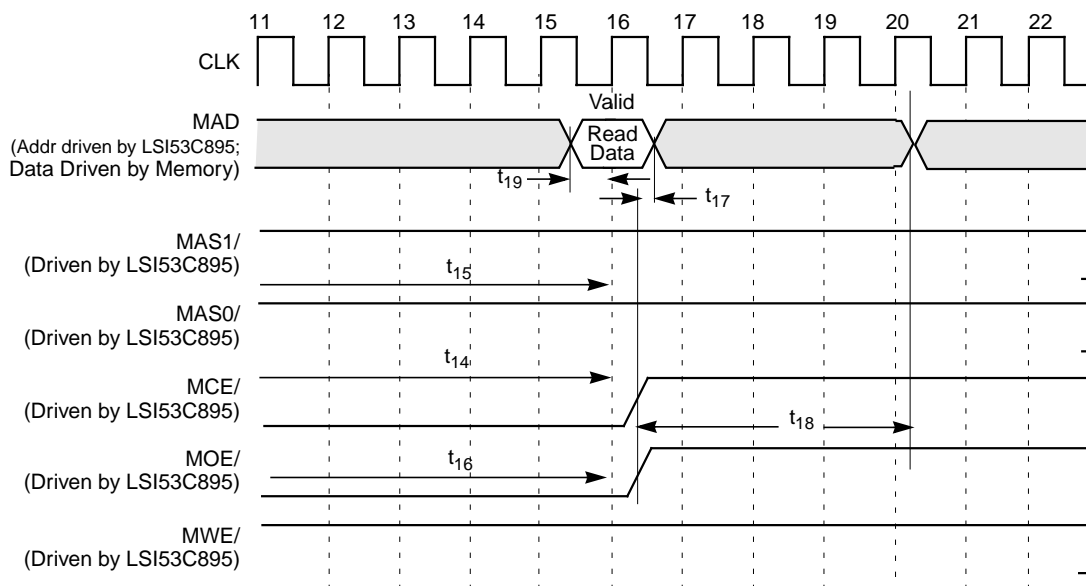 11 12 13 14 15 16 17 18 19 20 21 22
CLK
Valid
MAD
(Addr driven by LSI53C895;
Data Driven by Memory)
Read
Data
t19
t17
MAS1/
(Driven by LSI53C895)
t15
MAS0/
(Driven by LSI53C895)
t14
MCE/
(Driven by LSI53C895)
t18
MOE/
(Driven by LSI53C895)
t16
MWE/
(Driven by LSI53C895)